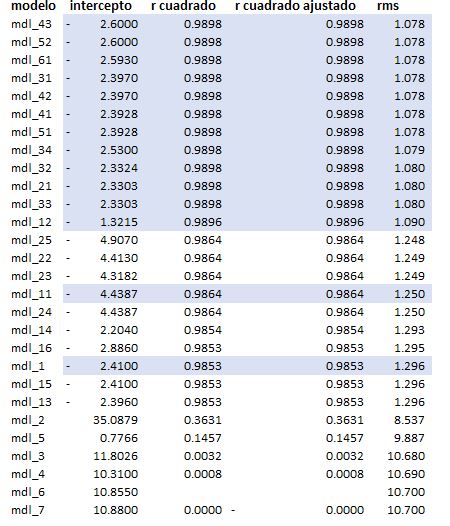 modelo intercepto r cuadrado r cuadrado ajustado rms
mdl_43 - 2.6000 0.9898 0.9898 1.078
mdl_52 - 2.6000 0.9898 0.9898 1.078
mdl_61 - 2.5930 0.9898 0.9898 1.078
mdl_31 - 2.3970 0.9898 0.9898 1.078
mdl_42 - 2.3970 0.9898 0.9898 1.078
mdl_41 - 2.3928 0.9898 0.9898 1.078
mdl_51 - 2.3928 0.9898 0.9898 1.078
mdl_34 - 2.5300 0.9898 0.9898 1.079
mdl_32 - 2.3324 0.9898 0.9898 1.080
mdl_21 - 2.3303 0.9898 0.9898 1.080
mdl_33 - 2.3303 0.9898 0.9898 1.080
mdl_12 - 1.3215 0.9896 0.9896 1.090
mdl_25 - 4.9070 0.9864 0.9864 1.248
mdl_22 - 4.4130 0.9864 0.9864 1.249
mdl_23 - 4.3182 0.9864 0.9864 1.249
mdl_11 - 4.4387 0.9864 0.9864 1.250
mdl_24 - 4.4387 0.9864 0.9864 1.250
mdl_14 - 2.2040 0.9854 0.9854 1.293
mdl_16 - 2.8860 0.9853 0.9853 1.295
mdl_1 - 2.4100 0.9853 0.9853 1.296
mdl_15 - 2.4100 0.9853 0.9853 1.296
mdl_13 - 2.3960 0.9853 0.9853 1.296
mdl_2 35.0879 0.3631 0.3631 8.537
mdl_5 0.7766 0.1457 0.1457 9.887
mdl_3 11.8026 0.0032 0.0032 10.680
mdl_4 10.3100 0.0008 0.0008 10.690
mdl_6 10.8550 10.700
mdl_7 10.8800 0.0000 - 0.0000 10.700